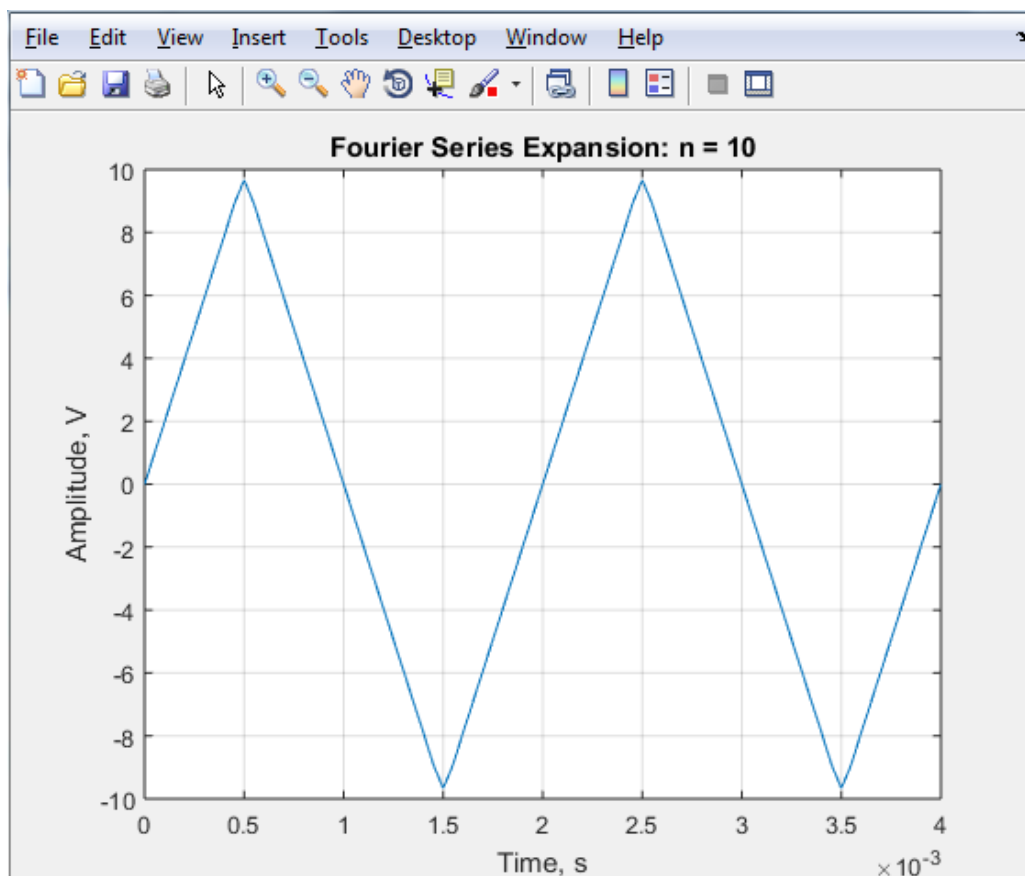 File Edit View Insert Tools Desktop Window Help
Fourier Series Expansion: n = 10
10
8
6
4
2
0
-2
-4
-6
-8
-10
Amplitude, V
0 0.5 1 1.5 2 2.5 3 3.5 4
Time, s
×10-3